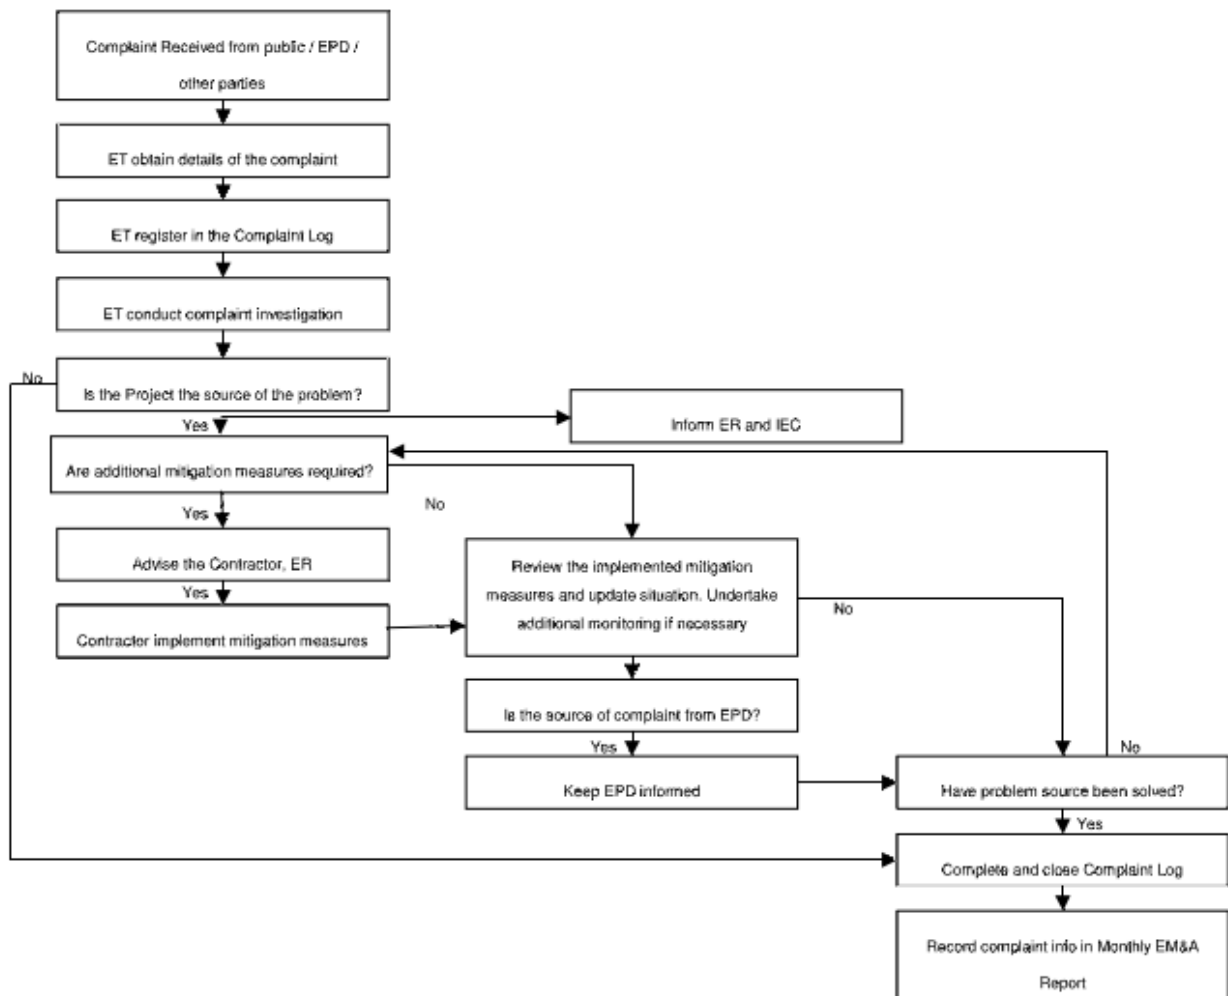 Complaint Received from public / EPD /
other parties
ET obtain details of the complaint
ET register in the Complaint Log
ET conduct complaint investigation
No
Is the Project the source of the problem?
Yes
Inform ER and IEC
Are additional mitigation measures required?
No
Yes
Advise the Contractor, ER
Yes
Contractor implement mitigation measures
Review the implemented mitigation
measures and update situation. Undertake
additional monitoring if necessary
No
Is the source of complaint from EPD?
Yes
Keep EPD informed
No
Have problem source been solved?
Yes
Complete and close Complaint Log
Record complaint info in Monthly EM&A
Report